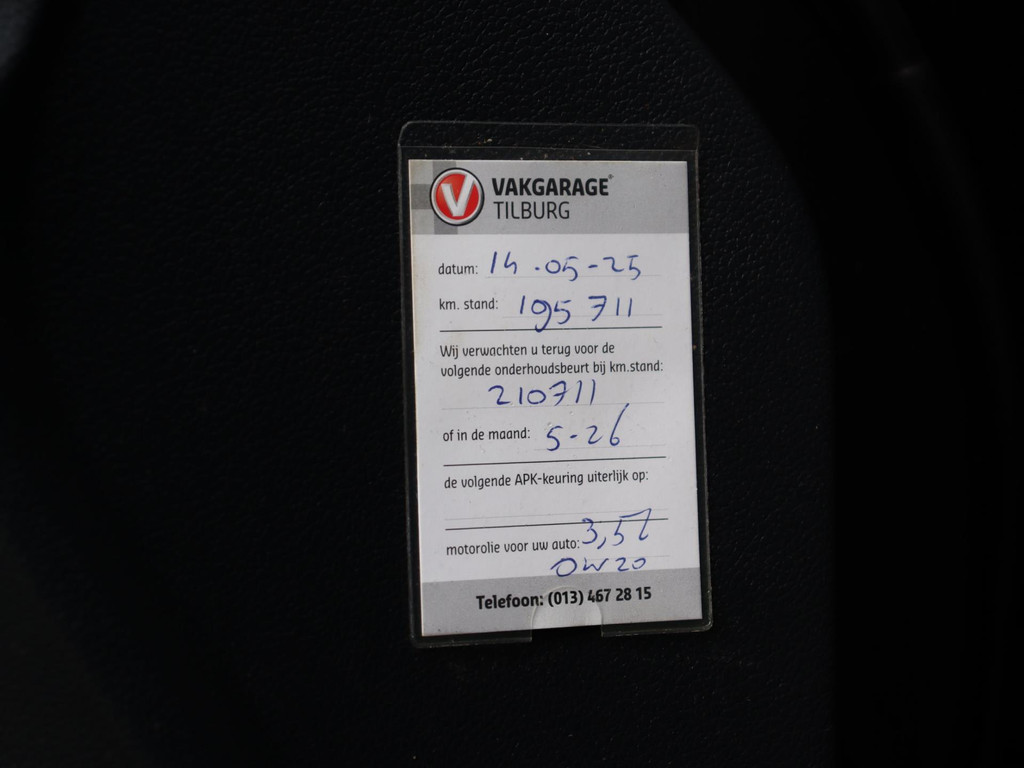 V VAKGARAGE®
TILBURG
datum: 14-05-25
km. stand: 195 711
Wij verwachten u terug voor de
volgende onderhoudsbeurt bij km.stand:
210711
of in de maand: 5-26
de volgende APK-keuring uiterlijk op:
motorolie voor uw auto: 3,5l
0W20
Telefoon: (013) 467 28 15